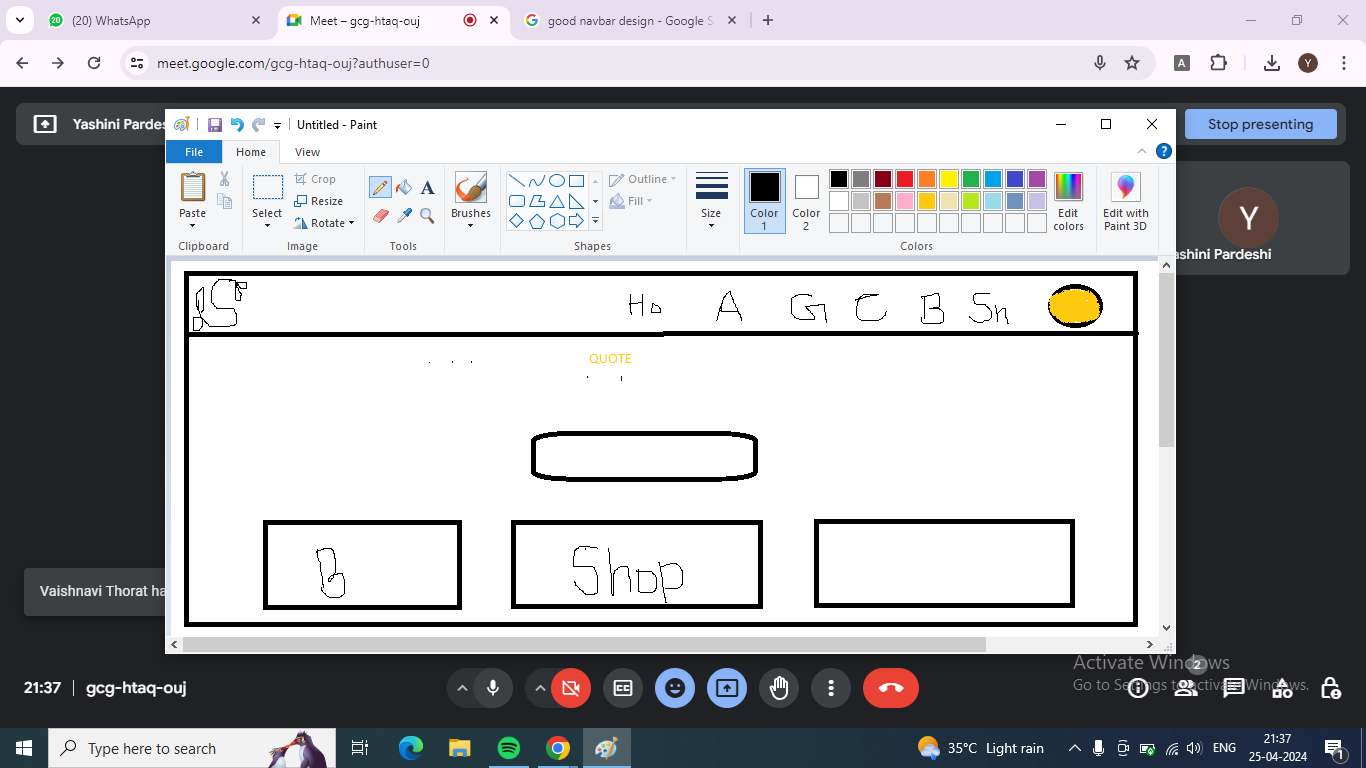 (20) WhatsApp
Meet – gcg-htaq-ouj
good navbar design - Google S
meet.google.com/gcg-htaq-ouj?authuser=0
A
Y
Yashini Pardes
Stop presenting
Untitled - Paint
File
Home
View
Paste
Clipboard
Select
Crop
Resize
Rotate
Image
A
Tools
Brushes
Outline
Fill
Shapes
Size
Color
1
Color
2
Edit
colors
Colors
Edit with
Paint 3D
Y
ashini Pardeshi
Ho A G C B Sh
QUOTE
B
Shop
Vaishnavi Thorat ha
21:37 | gcg-htaq-ouj
CC
2
Activate Windows
Go to Settings to activate Windows.
Type here to search
35°C Light rain
ENG
21:37
25-04-2024
1